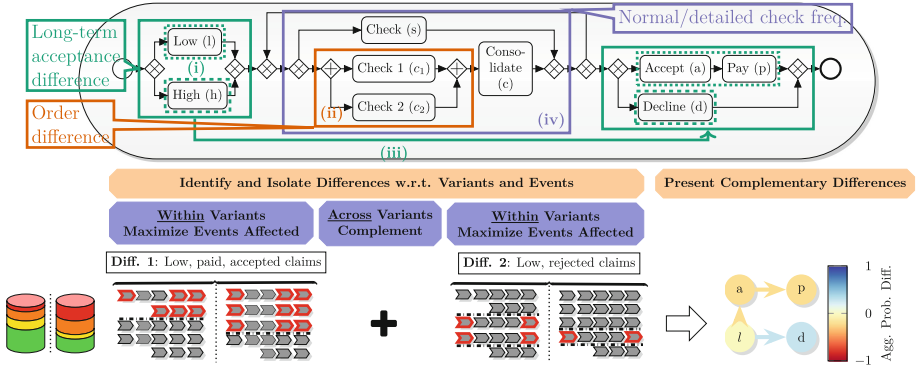 Long-term
acceptance
difference
Normal/detailed check freq.
Low (l)
(i)
High (h)
Check (s)
Check 1 (c₁)
Check 2 (c₂)
(ii)
Conso-
lidate
(c)
(iv)
Accept (a)
Pay (p)
Decline (d)
Order
difference
(iii)
Identify and Isolate Differences w.r.t. Variants and Events
Present Complementary Differences
Within Variants
Maximize Events Affected
Across Variants
Complement
Within Variants
Maximize Events Affected
Diff. 1: Low, paid, accepted claims
Diff. 2: Low, rejected claims
a
p
l
d
1
0
−1
Agg. Prob. Diff.